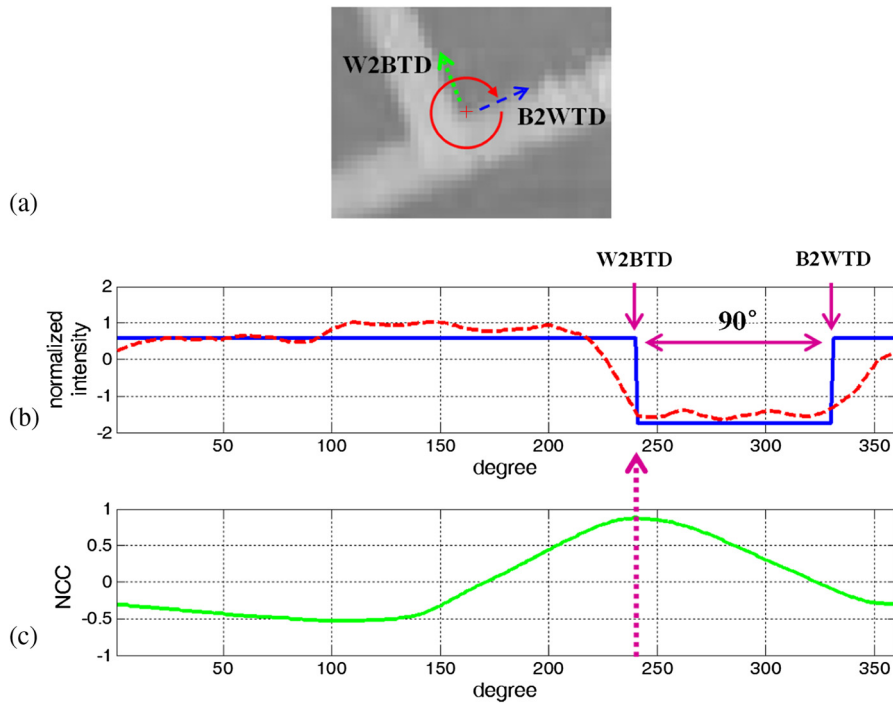 W2BTD
B2WTD
(a)
W2BTD B2WTD
2
1
0
-1
-2
normalized
intensity
90°
(b)
50 100 150 200 250 300 350
degree
1
0.5
0
-0.5
-1
NCC
(c)
50 100 150 200 250 300 350
degree